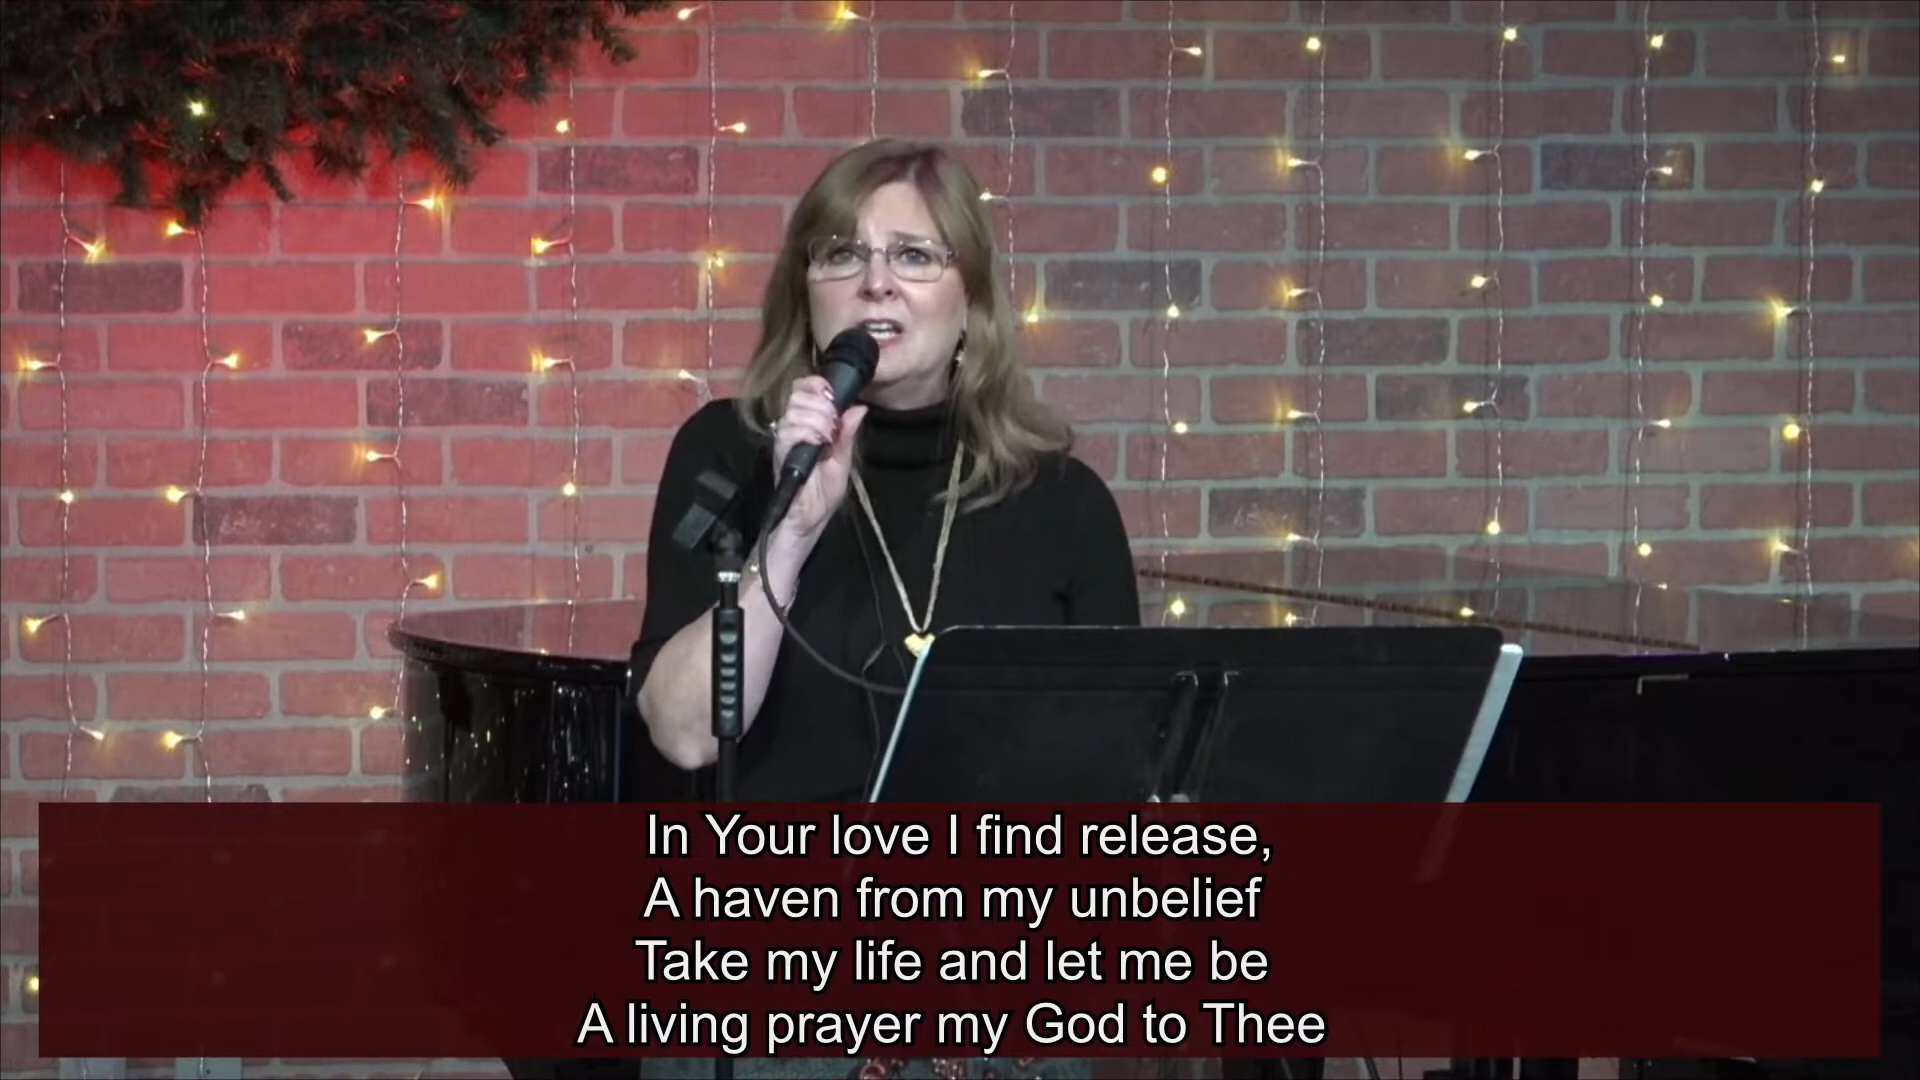 In Your love I find release,
A haven from my unbelief
Take my life and let me be
A living prayer my God to Thee